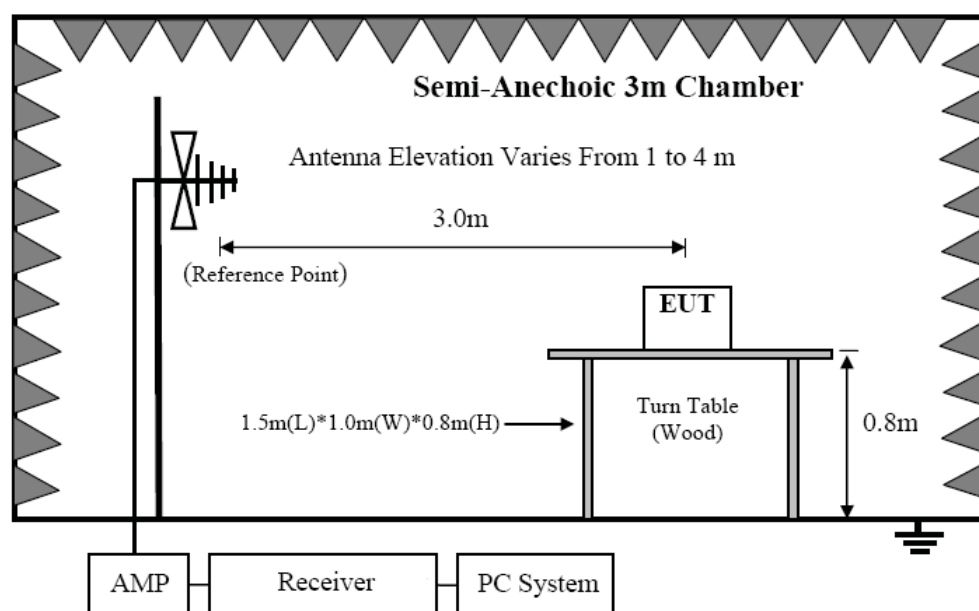 Semi-Anechoic 3m Chamber
Antenna Elevation Varies From 1 to 4 m
3.0m
(Reference Point)
EUT
1.5m(L)*1.0m(W)*0.8m(H)
Turn Table
(Wood)
0.8m
AMP
Receiver
PC System